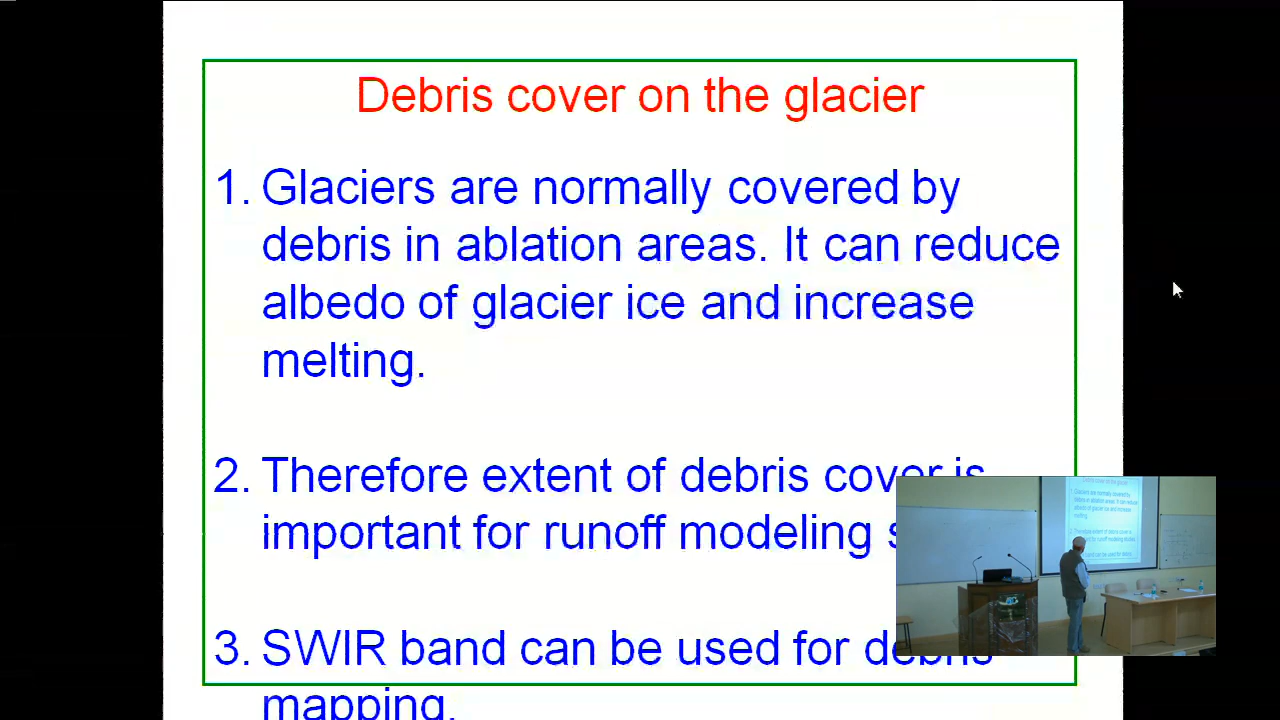 Debris cover on the glacier
1. Glaciers are normally covered by
debris in ablation areas. It can reduce
albedo of glacier ice and increase
melting.
2. Therefore extent of debris cover is
important for runoff modeling
3. SWIR band can be used for debris
mapping.